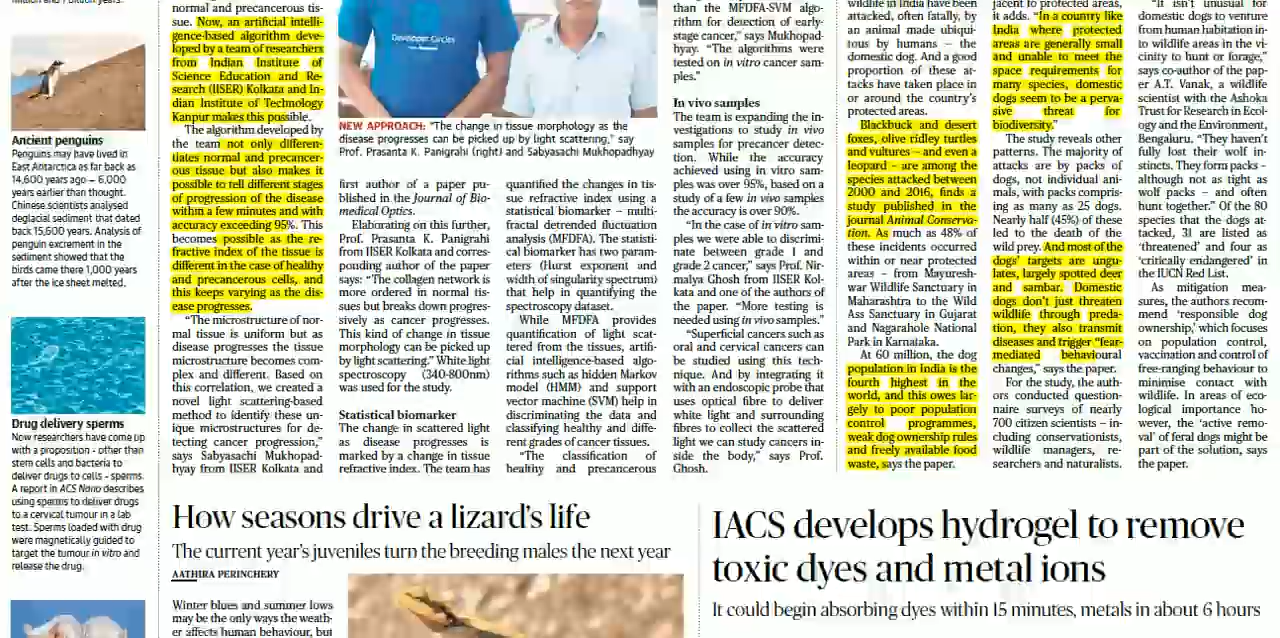 Ancient penguins
Penguins may have lived in
East Antarctica as far back as
14,600 years ago – 6,000
years earlier than thought.
Chinese scientists analysed
deglacial sediment that dated
back 15,600 years. Analysis of
penguin excrement in the
sediment showed that the
birds came there 1,000 years
after the ice sheet melted.
Drug delivery sperms
Now researchers have come up
with a proposition - other than
stem cells and bacteria to
deliver drugs to cells - sperms.
A report in ACS Nano describes
using sperms to deliver drugs
to a cervical tumour in a lab
test. Sperms loaded with drug
were magnetically guided to
target the tumour in vitro and
release the drug.
normal and precancerous tis-
sue. Now, an artificial intelli-
gence-based algorithm deve-
loped by a team of researchers
from Indian Institute of
Science Education and Re-
search (IISER) Kolkata and In-
dian Institute of Technology
Kanpur makes this possible.
The algorithm developed by
the team not only differen-
tiates normal and precancer-
ous tissue but also makes it
possible to tell different stages
of progression of the disease
within a few minutes and with
accuracy exceeding 95%. This
becomes possible as the re-
fractive index of the tissue is
different in the case of healthy
and precancerous cells, and
this keeps varying as the dis-
ease progresses.
“The microstructure of nor-
mal tissue is uniform but as
disease progresses the tissue
microstructure becomes com-
plex and different. Based on
this correlation, we created a
novel light scattering-based
method to identify these un-
ique microstructures for de-
tecting cancer progression,”
says Sabyasachi Mukhopad-
hyay from IISER Kolkata and
Developer Circles
NEW APPROACH: “The change in tissue morphology as the
disease progresses can be picked up by light scattering,” say
Prof. Prasanta K. Panigrahi (right) and Sabyasachi Mukhopadhyay
first author of a paper pu-
blished in the Journal of Bio-
medical Optics.
Elaborating on this further,
Prof. Prasanta K. Panigrahi
from IISER Kolkata and corres-
ponding author of the paper
says: “The collagen network is
more ordered in normal tis-
sues but breaks down progres-
sively as cancer progresses.
This kind of change in tissue
morphology can be picked up
by light scattering.” White light
spectroscopy (340-800nm)
was used for the study.
Statistical biomarker
The change in scattered light
as disease progresses is
marked by a change in tissue
refractive index. The team has
quantified the changes in tis-
sue refractive index using a
statistical biomarker – multi-
fractal detrended fluctuation
analysis (MFDFA). The statisti-
cal biomarker has two param-
eters (Hurst exponent and
width of singularity spectrum)
that help in quantifying the
spectroscopy dataset.
While MFDFA provides
quantification of light scat-
tered from the tissues, artifi-
cial intelligence-based algo-
rithms such as hidden Markov
model (HMM) and support
vector machine (SVM) help in
discriminating the data and
classifying healthy and diffe-
rent grades of cancer tissues.
“The classification of
healthy and precancerous
than the MFDFA-SVM algo-
rithm for detection of early-
stage cancer,” says Mukhopad-
hyay. “The algorithms were
tested on in vitro cancer sam-
ples.”
In vivo samples
The team is expanding the in-
vestigations to study in vivo
samples for precancer detec-
tion. While the accuracy
achieved using in vitro sam-
ples was over 95%, based on a
study of a few in vivo samples
the accuracy is over 90%.
“In the case of in vitro sam-
ples we were able to discrimi-
nate between grade 1 and
grade 2 cancer,” says Prof. Nir-
malya Ghosh from IISER Kol-
kata and one of the authors of
the paper. “More testing is
needed using in vivo samples.”
“Superficial cancers such as
oral and cervical cancers can
be studied using this tech-
nique. And by integrating it
with an endoscopic probe that
uses optical fibre to deliver
white light and surrounding
fibres to collect the scattered
light we can study cancers in-
side the body,” says Prof.
Ghosh.
wildlife in India have been
attacked, often fatally, by
an animal made ubiqui-
tous by humans – the
domestic dog. And a good
proportion of these at-
tacks have taken place in
or around the country's
protected areas.
Blackbuck and desert
foxes, olive ridley turtles
and vultures – and even a
leopard – are among the
species attacked between
2000 and 2016, finds a
study published in the
journal Animal Conserva-
tion. As much as 48% of
these incidents occurred
within or near protected
areas – from Mayuresh-
war Wildlife Sanctuary in
Maharashtra to the Wild
Ass Sanctuary in Gujarat
and Nagarahole National
Park in Karnataka.
At 60 million, the dog
population in India is the
fourth highest in the
world, and this owes lar-
gely to poor population
control programmes,
weak dog ownership rules
and freely available food
waste, says the paper.
jacent to protected areas,
it adds. “In a country like
India where protected
areas are generally small
and unable to meet the
space requirements for
many species, domestic
dogs seem to be a perva-
sive threat for
biodiversity.”
The study reveals other
patterns. The majority of
attacks are by packs of
dogs, not individual ani-
mals, with packs compris-
ing as many as 25 dogs.
Nearly half (45%) of these
led to the death of the
wild prey. And most of the
dogs' targets are ungu-
lates, largely spotted deer
and sambar. Domestic
dogs don't just threaten
wildlife through preda-
tion, they also transmit
diseases and trigger “fear-
mediated behavioural
changes,” says the paper.
For the study, the auth-
ors conducted question-
naire surveys of nearly
700 citizen scientists – in-
cluding conservationists,
wildlife managers, re-
searchers and naturalists.
“It isn't unusual for
domestic dogs to venture
from human habitation in-
to wildlife areas in the vi-
cinity to hunt or forage,”
says co-author of the pap-
er A.T. Vanak, a wildlife
scientist with the Ashoka
Trust for Research in Ecol-
ogy and the Environment,
Bengaluru. “They haven't
fully lost their wolf in-
stincts. They form packs –
although not as tight as
wolf packs – and often
hunt together.” Of the 80
species that the dogs at-
tacked, 31 are listed as
‘threatened’ and four as
‘critically endangered’ in
the IUCN Red List.
As mitigation mea-
sures, the authors recom-
mend ‘responsible dog
ownership,’ which focuses
on population control,
vaccination and control of
free-ranging behaviour to
minimise contact with
wildlife. In areas of eco-
logical importance ho-
wever, the ‘active remo-
val’ of feral dogs might be
part of the solution, says
the paper.
How seasons drive a lizard's life
The current year's juveniles turn the breeding males the next year
AATHIRA PERINCHERY
Winter blues and summer lows
may be the only ways the weath-
er affects human behaviour, but
IACS develops hydrogel to remove
toxic dyes and metal ions
It could begin absorbing dyes within 15 minutes, metals in about 6 hours